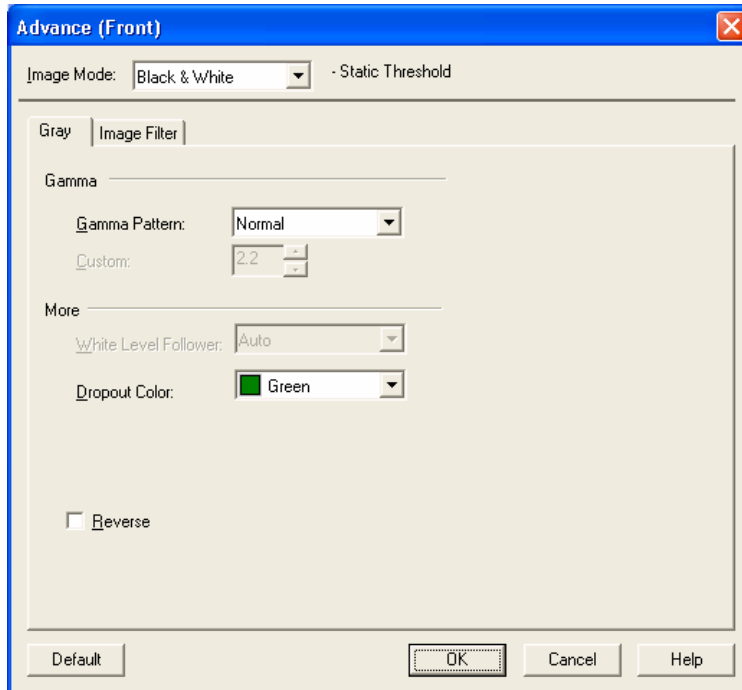 Advance (Front)
Image Mode: Black & White - Static Threshold
Gray Image Filter
Gamma
Gamma Pattern: Normal
Custom: 2.2
More
White Level Follower: Auto
Dropout Color: Green
Reverse
Default OK Cancel Help